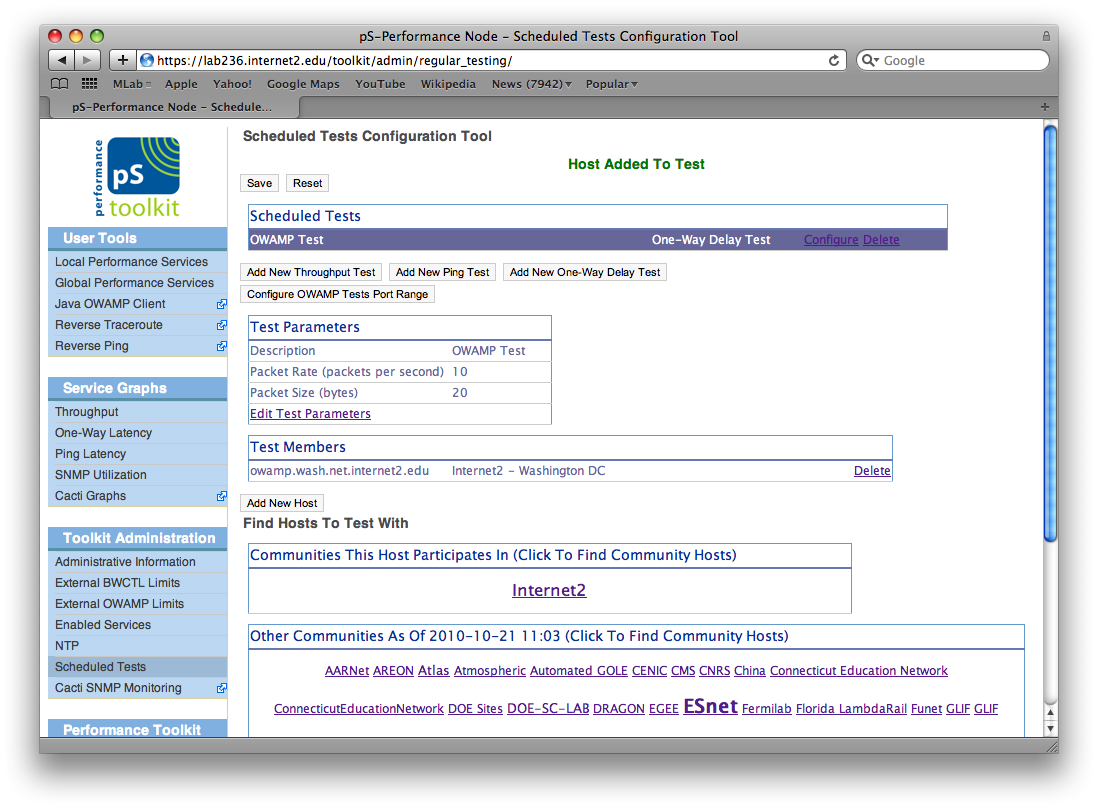 pS-Performance Node - Scheduled Tests Configuration Tool
https://lab236.internet2.edu/toolkit/admin/regular_testing/
Google
MLab Apple Yahoo! Google Maps YouTube Wikipedia News (7942) Popular
pS-Performance Node - Schedule...
performance
pS
toolkit
User Tools
Local Performance Services
Global Performance Services
Java OWAMP Client
Reverse Traceroute
Reverse Ping
Service Graphs
Throughput
One-Way Latency
Ping Latency
SNMP Utilization
Cacti Graphs
Toolkit Administration
Administrative Information
External BWCTL Limits
External OWAMP Limits
Enabled Services
NTP
Scheduled Tests
Cacti SNMP Monitoring
Performance Toolkit
Scheduled Tests Configuration Tool
Host Added To Test
Save Reset
Scheduled Tests
OWAMP Test One-Way Delay Test Configure Delete
Add New Throughput Test Add New Ping Test Add New One-Way Delay Test
Configure OWAMP Tests Port Range
Test Parameters
Description OWAMP Test
Packet Rate (packets per second) 10
Packet Size (bytes) 20
Edit Test Parameters
Test Members
owamp.wash.net.internet2.edu Internet2 - Washington DC Delete
Add New Host
Find Hosts To Test With
Communities This Host Participates In (Click To Find Community Hosts)
Internet2
Other Communities As Of 2010-10-21 11:03 (Click To Find Community Hosts)
AARNet AREON Atlas Atmospheric Automated GOLE CENIC CMS CNRS China Connecticut Education Network
ConnecticutEducationNetwork DOE Sites DOE-SC-LAB DRAGON EGEE ESnet Fermilab Florida LambdaRail Funet GLIF GLIF